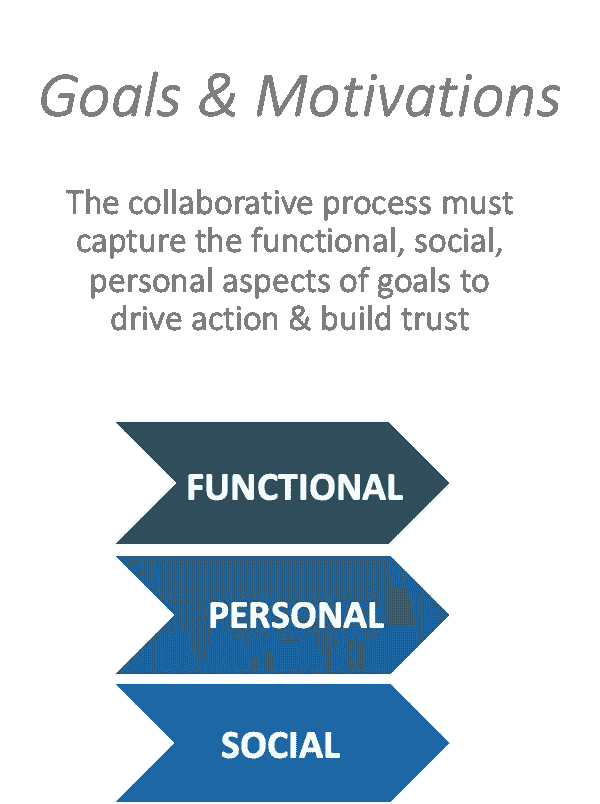 Goals & Motivations
The collaborative process must
capture the functional, social,
personal aspects of goals to
drive action & build trust
FUNCTIONAL
PERSONAL
SOCIAL